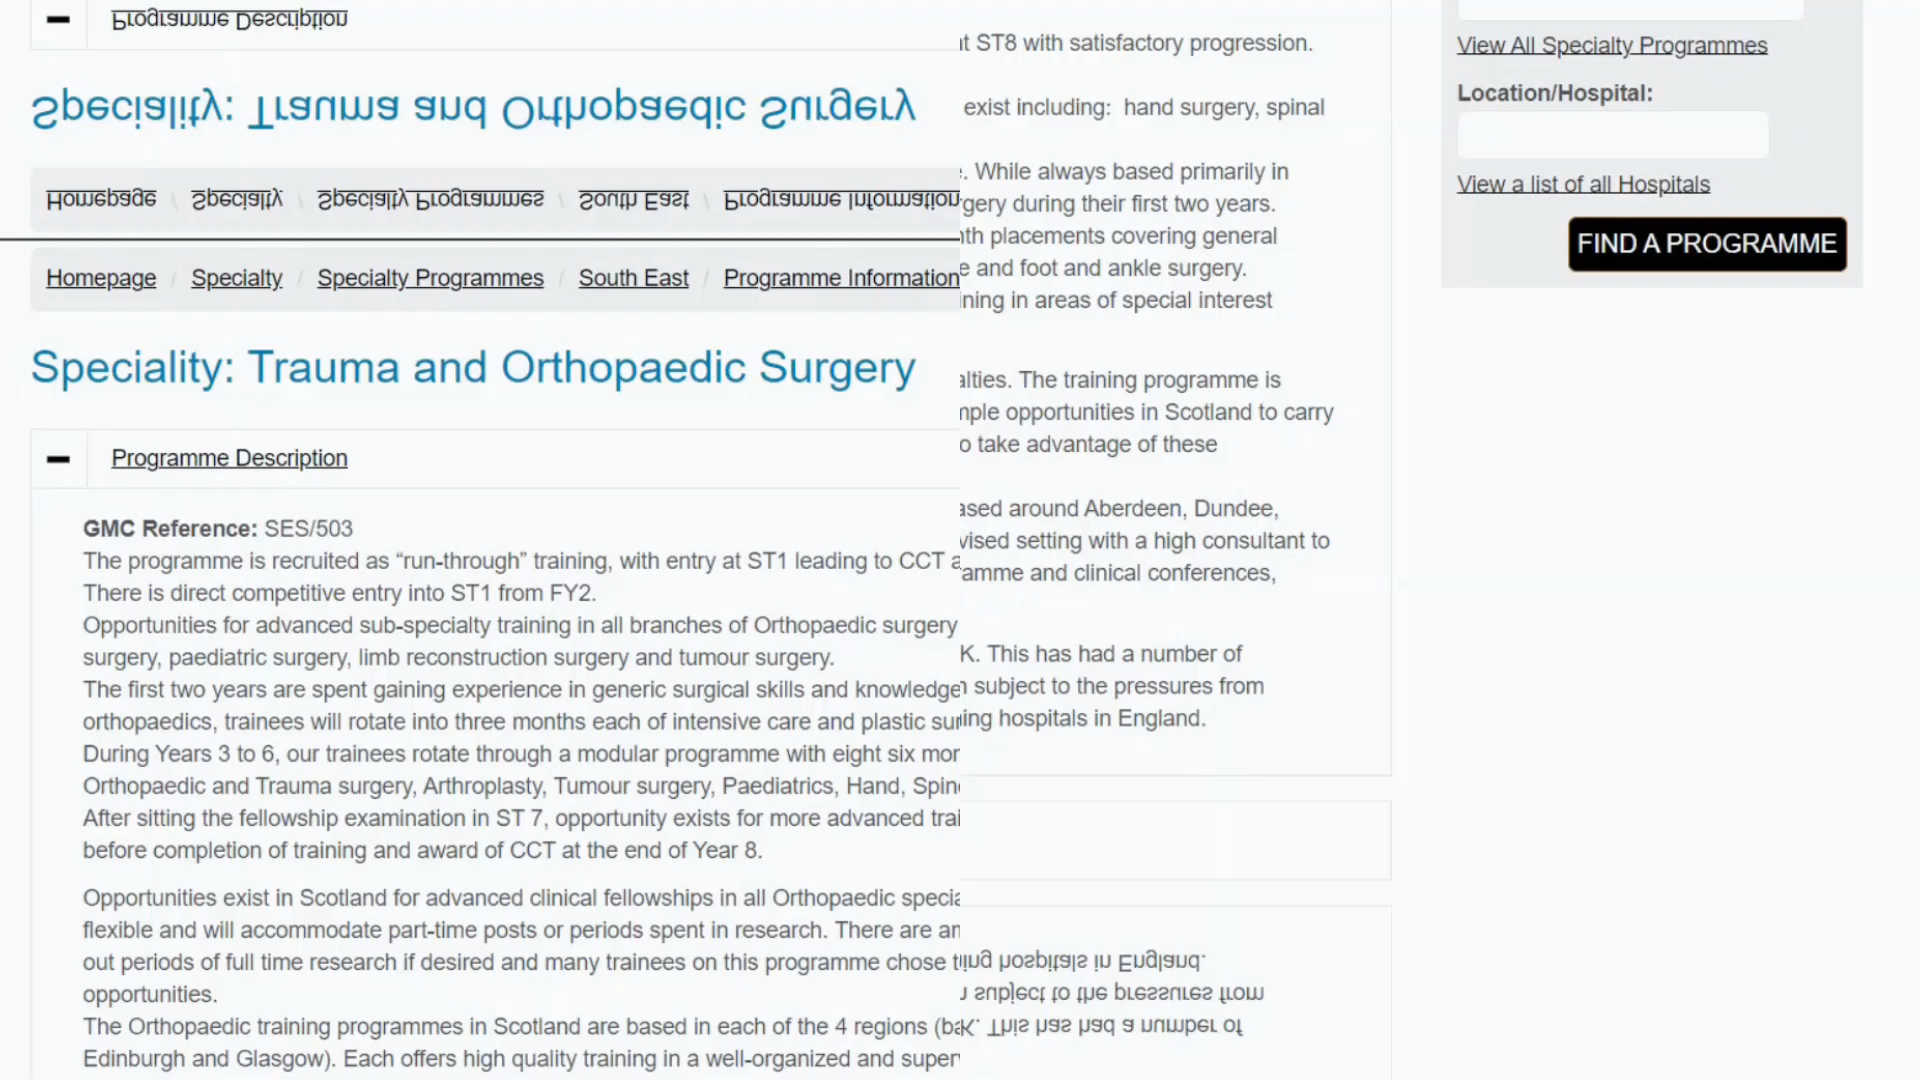 Programme Description
Speciality: Trauma and Orthopaedic Surgery
Homepage / Specialty / Specialty Programmes / South East / Programme Information
Homepage / Specialty / Specialty Programmes / South East / Programme Information
Speciality: Trauma and Orthopaedic Surgery
Programme Description
GMC Reference: SES/503
The programme is recruited as “run-through” training, with entry at ST1 leading to CCT
There is direct competitive entry into ST1 from FY2.
Opportunities for advanced sub-specialty training in all branches of Orthopaedic surgery
surgery, paediatric surgery, limb reconstruction surgery and tumour surgery.
The first two years are spent gaining experience in generic surgical skills and knowledge
orthopaedics, trainees will rotate into three months each of intensive care and plastic
During Years 3 to 6, our trainees rotate through a modular programme with eight six
Orthopaedic and Trauma surgery, Arthroplasty, Tumour surgery, Paediatrics, Hand,
After sitting the fellowship examination in ST 7, opportunity exists for more advanced
before completion of training and award of CCT at the end of Year 8.
Opportunities exist in Scotland for advanced clinical fellowships in all Orthopaedic
flexible and will accommodate part-time posts or periods spent in research. There are
out periods of full time research if desired and many trainees on this programme chose
opportunities.
The Orthopaedic training programmes in Scotland are based in each of the 4 regions
Edinburgh and Glasgow). Each offers high quality training in a well-organized and
ST8 with satisfactory progression.
exist including: hand surgery, spinal
. While always based primarily in
during their first two years.
placements covering general
and foot and ankle surgery.
in areas of special interest
The training programme is
opportunities in Scotland to carry
take advantage of these
around Aberdeen, Dundee,
setting with a high consultant to
and clinical conferences,
K. This has had a number of
subject to the pressures from
hospitals in England.
hospitals in England.
subject to the pressures from
K. This has had a number of
View All Specialty Programmes
Location/Hospital:
View a list of all Hospitals
FIND A PROGRAMME